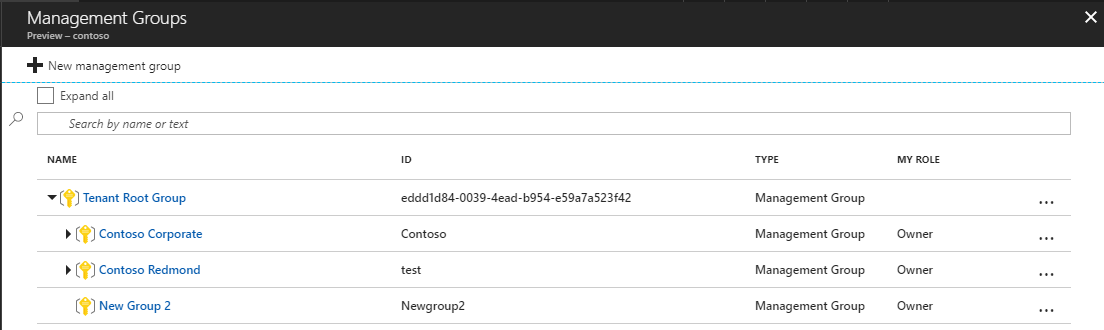 Management Groups
Preview – contoso
New management group
Expand all
Search by name or text
NAME ID TYPE MY ROLE
Tenant Root Group eddd1d84-0039-4ead-b954-e59a7a523f42 Management Group ...
Contoso Corporate Contoso Management Group Owner ...
Contoso Redmond test Management Group Owner ...
New Group 2 Newgroup2 Management Group Owner ...